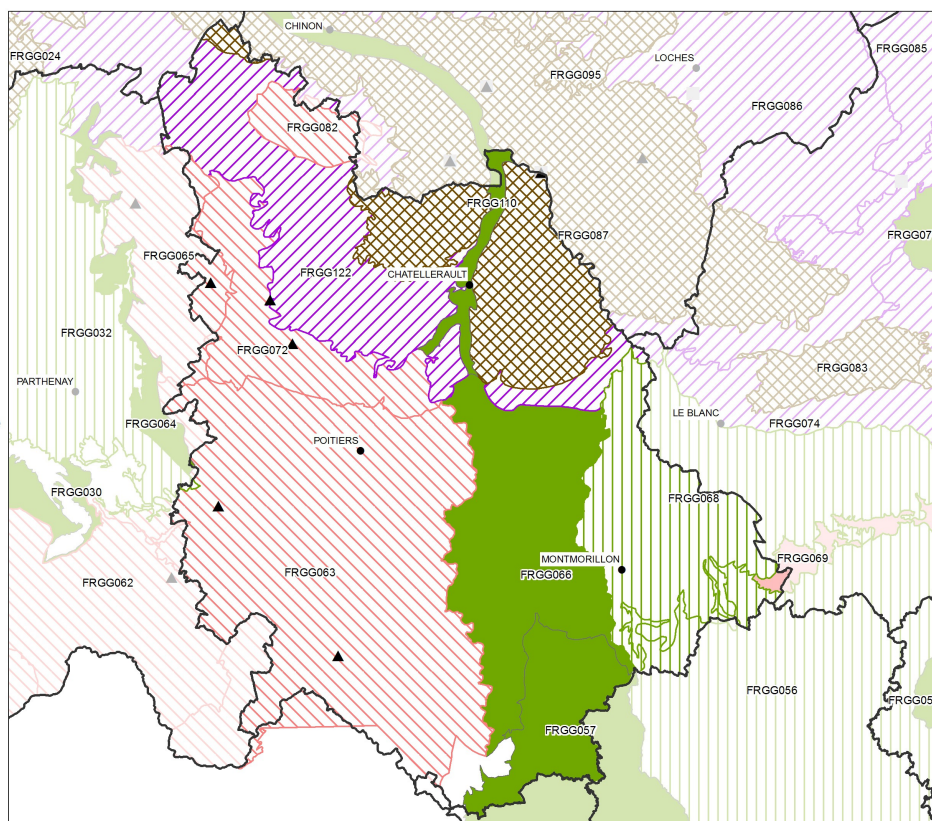 CHINON
FRGG024
FRGG085
LOCHES
FRGG095
FRGG086
FRGG082
FRGG110
FRGG087
FRGG07
FRGG065
FRGG122
CHATELLERAULT
FRGG032
FRGG072
FRGG083
PARTHENAY
LE BLANC
FRGG064
FRGG074
POITIERS
FRGG030
FRGG068
MONTMORILLON
FRGG069
FRGG062
FRGG063
FRGG066
FRGG056
FRGG05
FRGG057